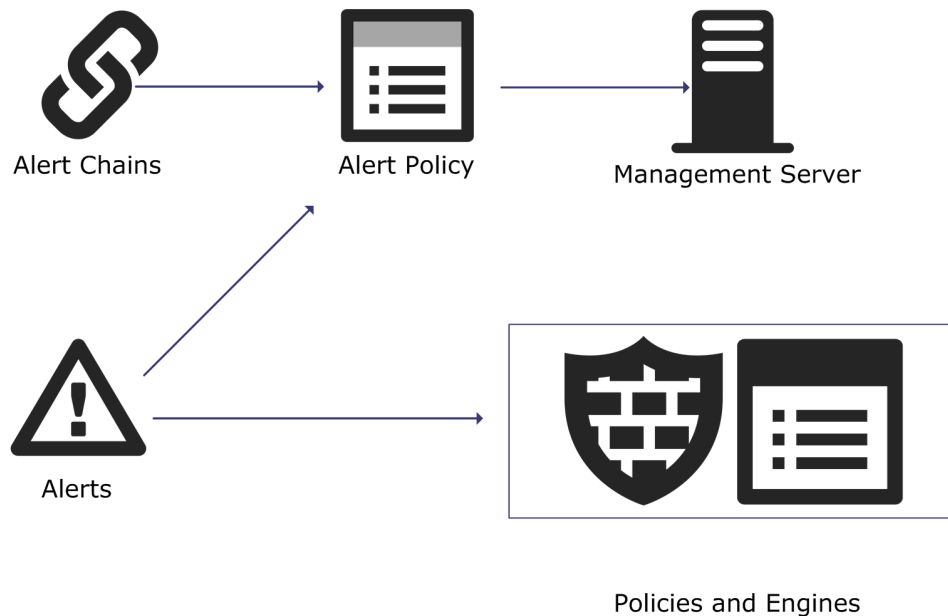 Alert Chains
Alert Policy
Management Server
Alerts
Policies and Engines